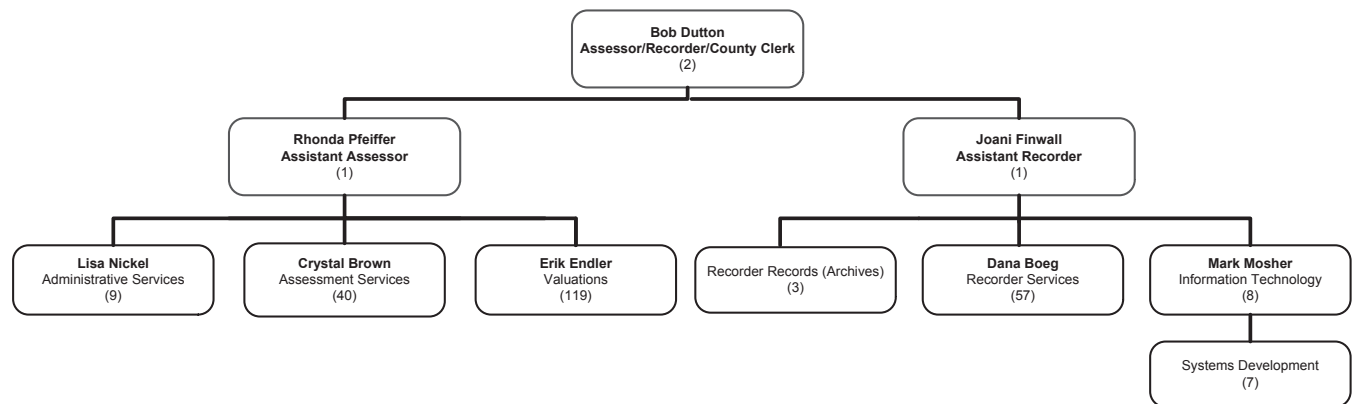 Bob Dutton
Assessor/Recorder/County Clerk
(2)
Rhonda Pfeiffer
Assistant Assessor
(1)
Joani Finwall
Assistant Recorder
(1)
Lisa Nickel
Administrative Services
(9)
Crystal Brown
Assessment Services
(40)
Erik Endler
Valuations
(119)
Recorder Records (Archives)
(3)
Dana Boeg
Recorder Services
(57)
Mark Mosher
Information Technology
(8)
Systems Development
(7)